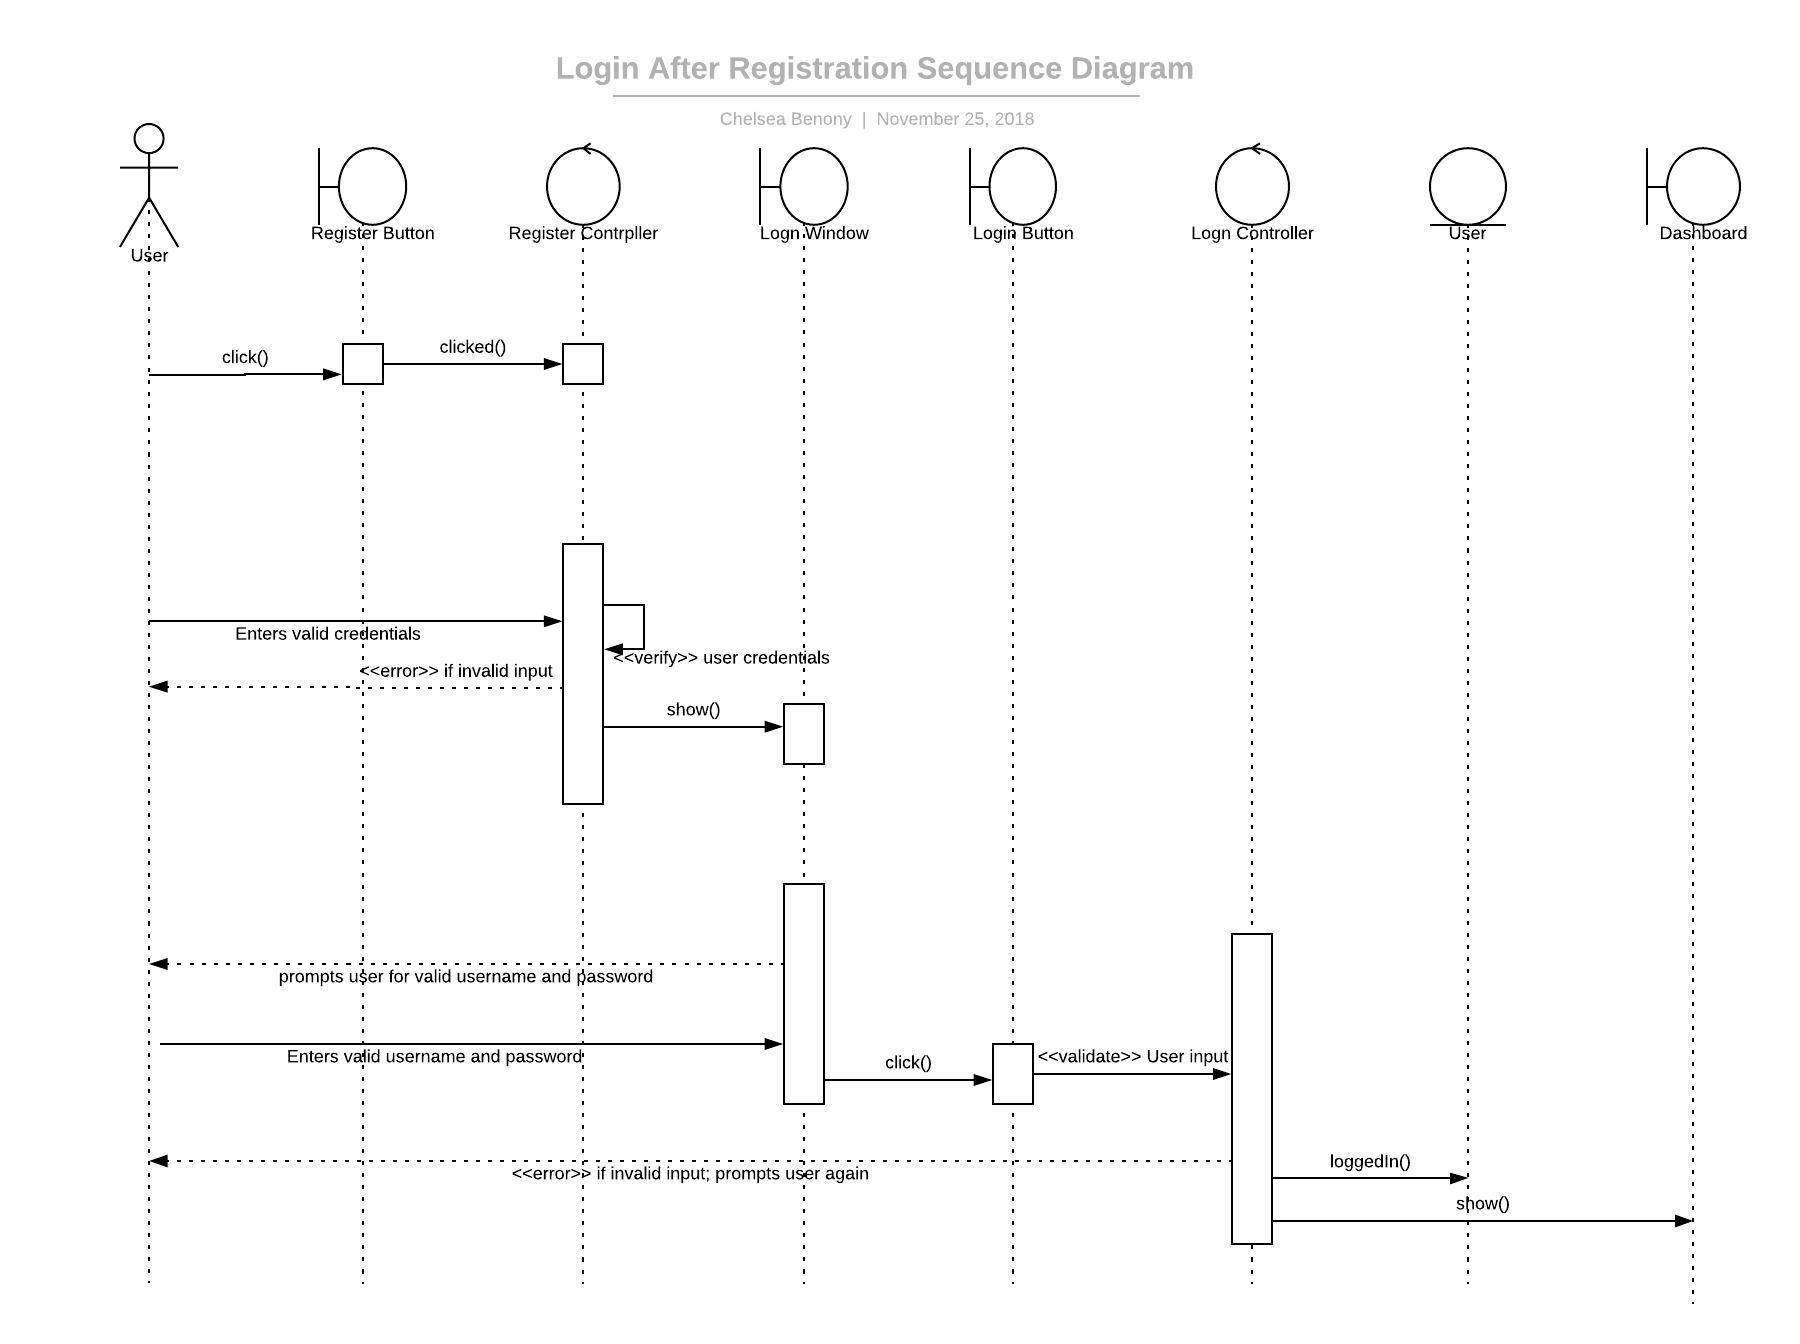 Login After Registration Sequence Diagram
Chelsea Benony | November 25, 2018
User
Register Button
Register Contrpller
Logn Window
Login Button
Logn Controller
User
Dashboard
click()
clicked()
Enters valid credentials
<<verify>> user credentials
<<error>> if invalid input
show()
prompts user for valid username and password
Enters valid username and password
click()
<<validate>> User input
<<error>> if invalid input; prompts user again
loggedIn()
show()